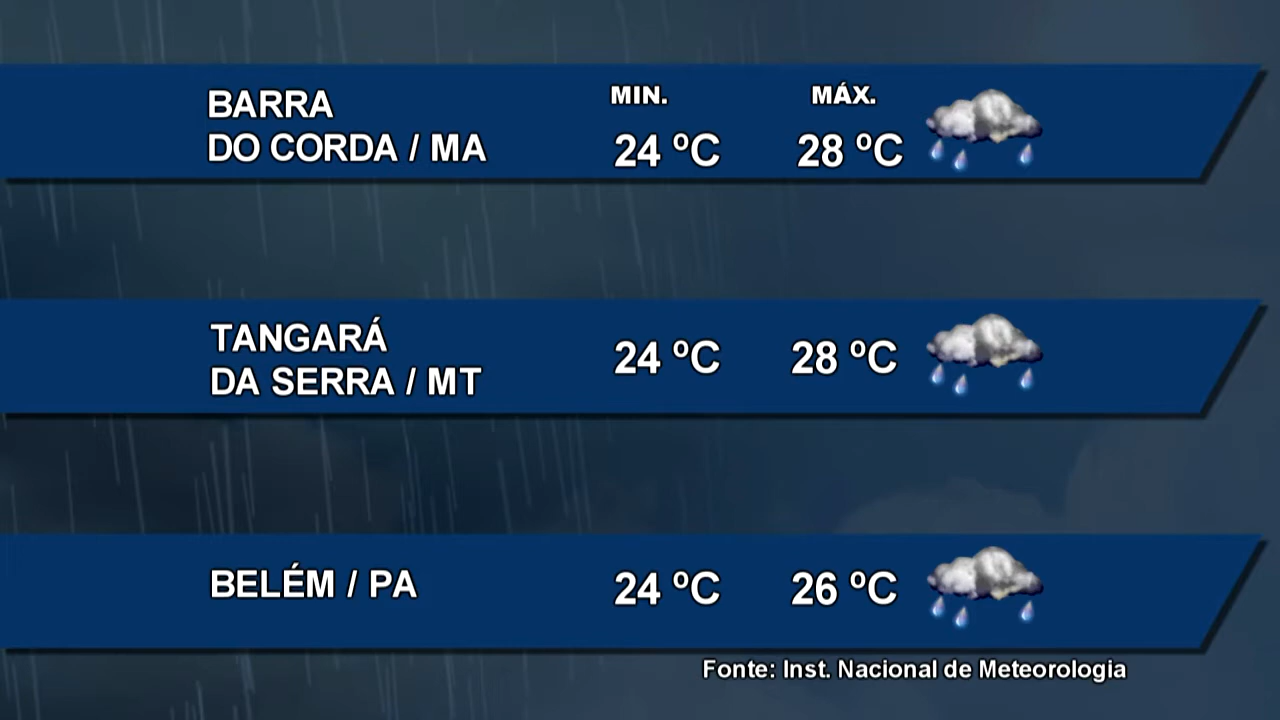 MIN. MÁX.
BARRA
DO CORDA / MA 24 ºC 28 ºC
TANGARÁ
DA SERRA / MT 24 ºC 28 ºC
BELÉM / PA 24 ºC 26 ºC
Fonte: Inst. Nacional de Meteorologia